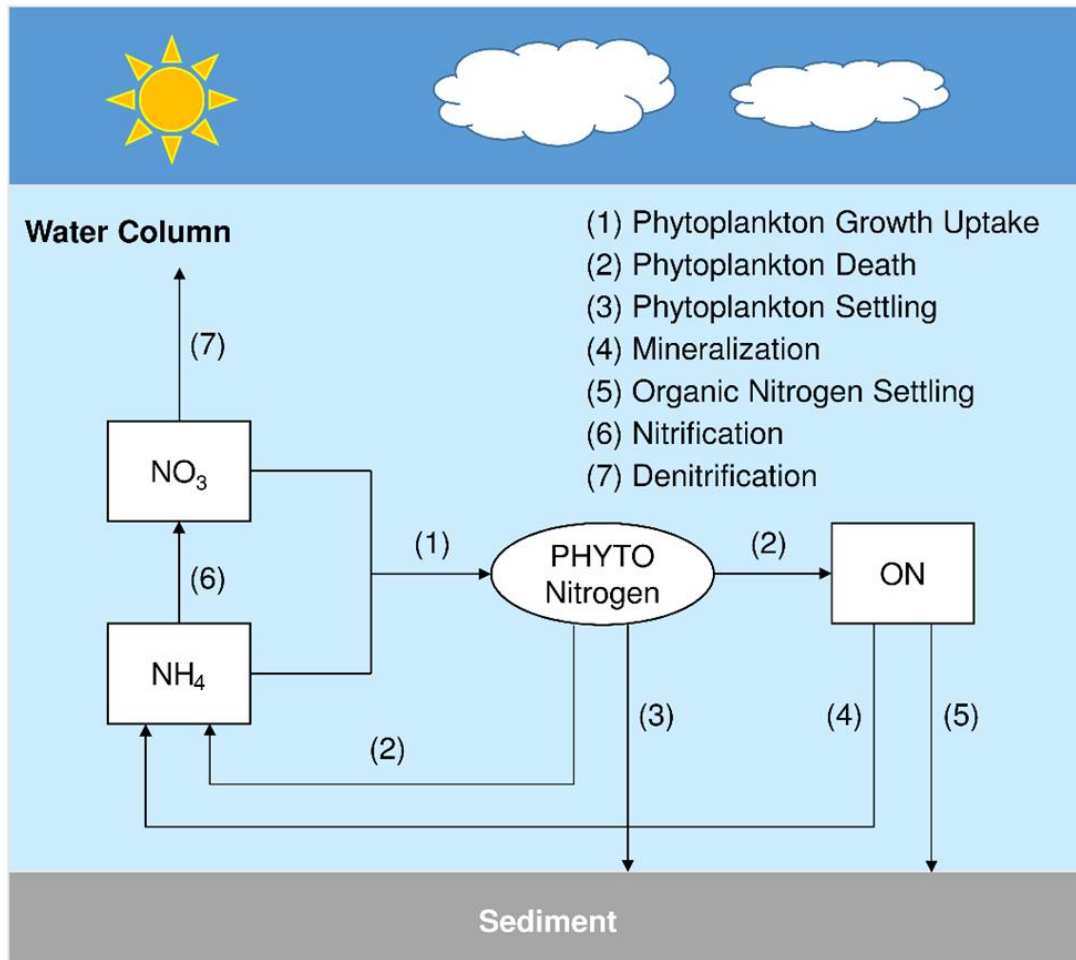 Water Column
(1) Phytoplankton Growth Uptake
(2) Phytoplankton Death
(3) Phytoplankton Settling
(4) Mineralization
(5) Organic Nitrogen Settling
(6) Nitrification
(7) Denitrification
(7)
NO₃
(1)
(2)
PHYTO
Nitrogen
ON
(6)
NH₄
(2)
(3)
(4)
(5)
Sediment